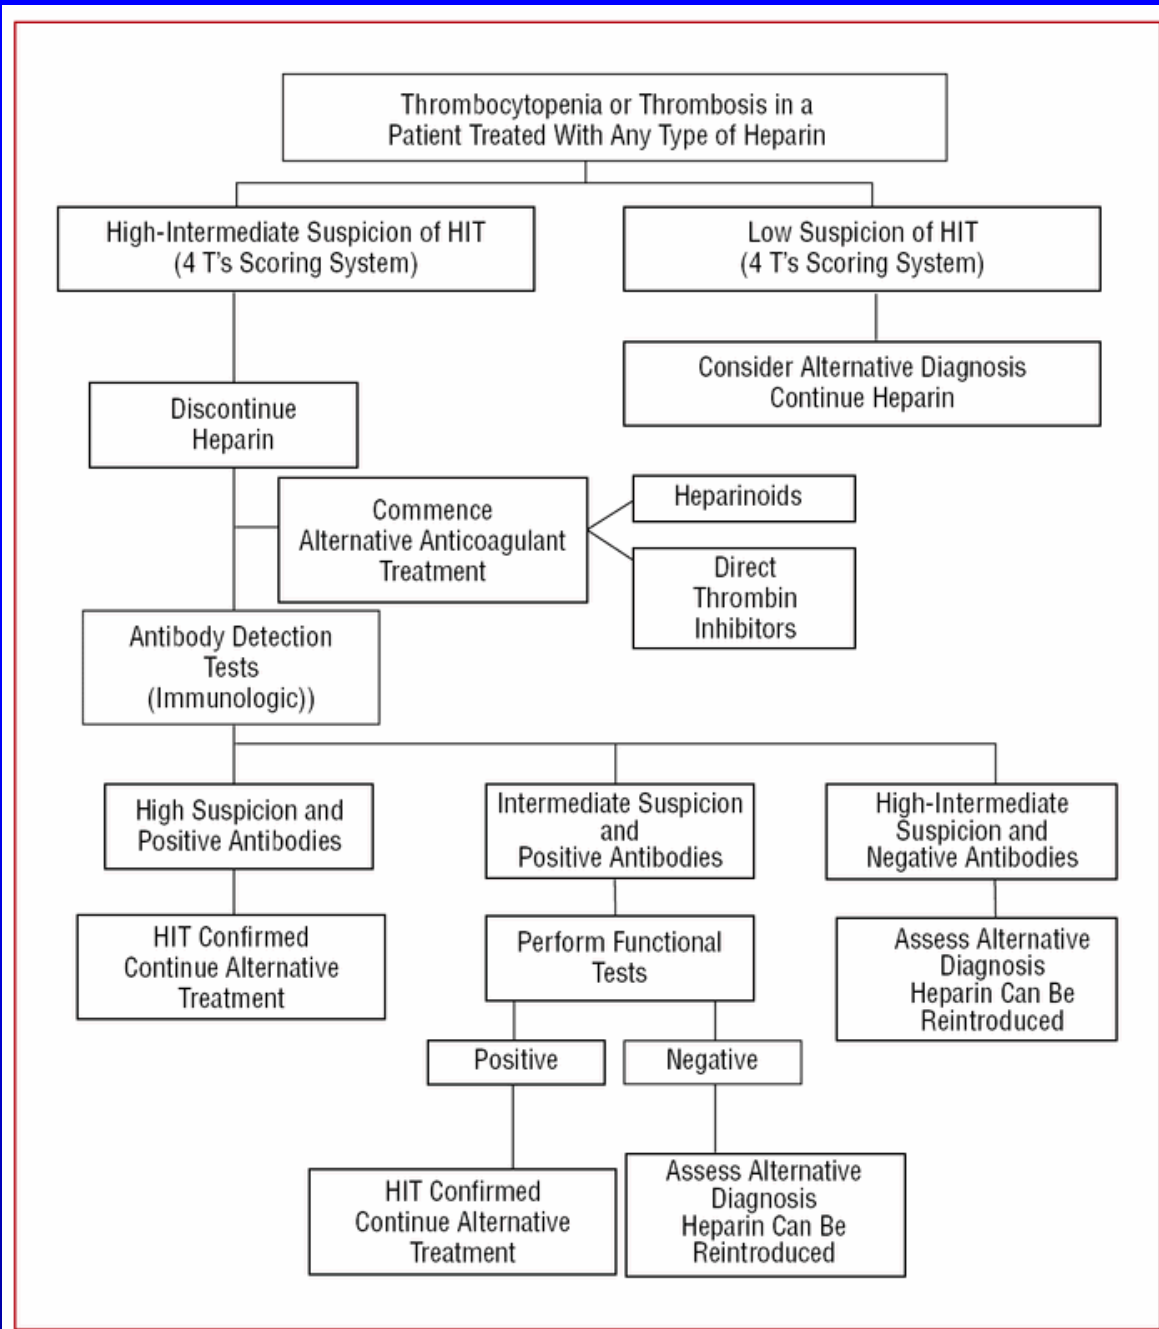 Thrombocytopenia or Thrombosis in a
Patient Treated With Any Type of Heparin
High-Intermediate Suspicion of HIT
(4 T's Scoring System)
Low Suspicion of HIT
(4 T's Scoring System)
Consider Alternative Diagnosis
Continue Heparin
Discontinue
Heparin
Commence
Alternative Anticoagulant
Treatment
Heparinoids
Direct
Thrombin
Inhibitors
Antibody Detection
Tests
(Immunologic))
High Suspicion and
Positive Antibodies
Intermediate Suspicion
and
Positive Antibodies
High-Intermediate
Suspicion and
Negative Antibodies
HIT Confirmed
Continue Alternative
Treatment
Perform Functional
Tests
Assess Alternative
Diagnosis
Heparin Can Be
Reintroduced
Positive
Negative
HIT Confirmed
Continue Alternative
Treatment
Assess Alternative
Diagnosis
Heparin Can Be
Reintroduced